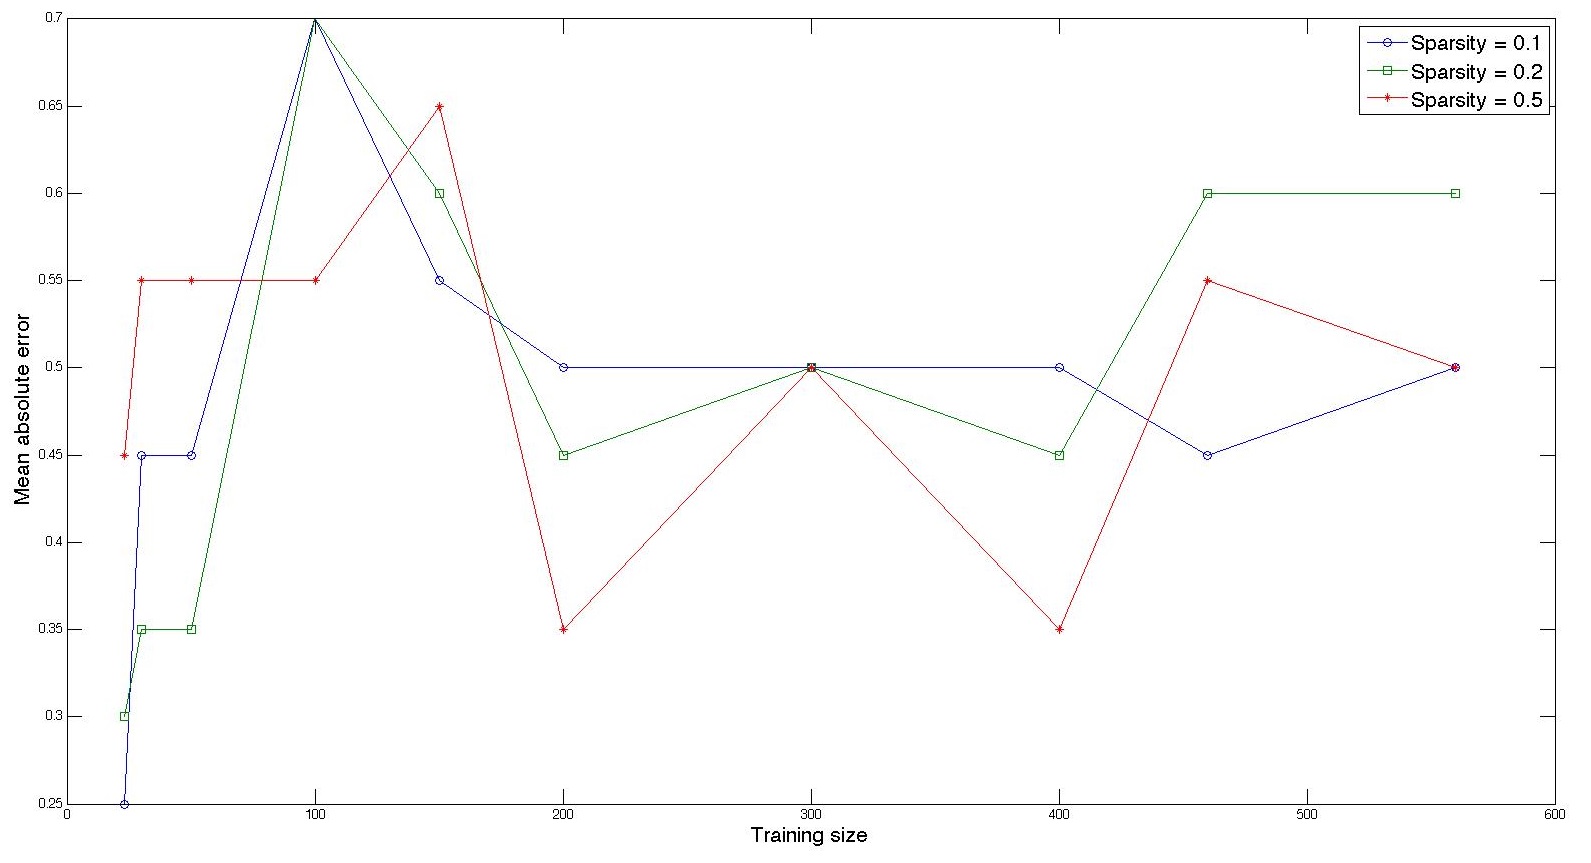 0.7
0.65
0.6
0.55
0.5
0.45
0.4
0.35
0.3
0.25
Mean absolute error
Sparsity = 0.1
Sparsity = 0.2
Sparsity = 0.5
0 100 200 300 400 500 600
Training size